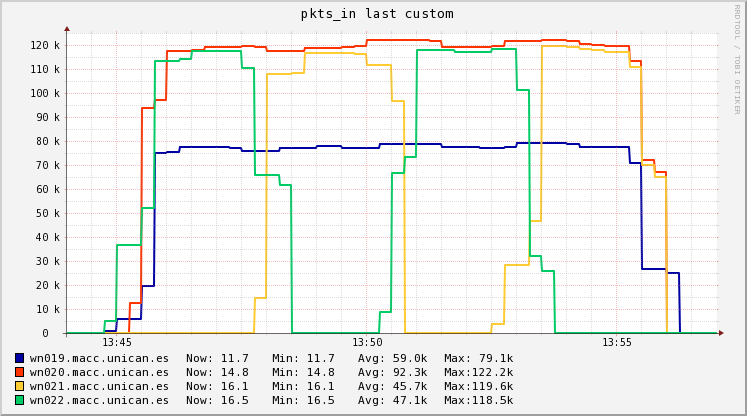 pkts_in last custom
RRDTOOL / TOBI OETIKER
120 k
110 k
100 k
90 k
80 k
70 k
60 k
50 k
40 k
30 k
20 k
10 k
0
13:45 13:50 13:55
wn019.macc.unican.es Now: 11.7 Min: 11.7 Avg: 59.0k Max: 79.1k
wn020.macc.unican.es Now: 14.8 Min: 14.8 Avg: 92.3k Max:122.2k
wn021.macc.unican.es Now: 16.1 Min: 16.1 Avg: 45.7k Max:119.6k
wn022.macc.unican.es Now: 16.5 Min: 16.5 Avg: 47.1k Max:118.5k